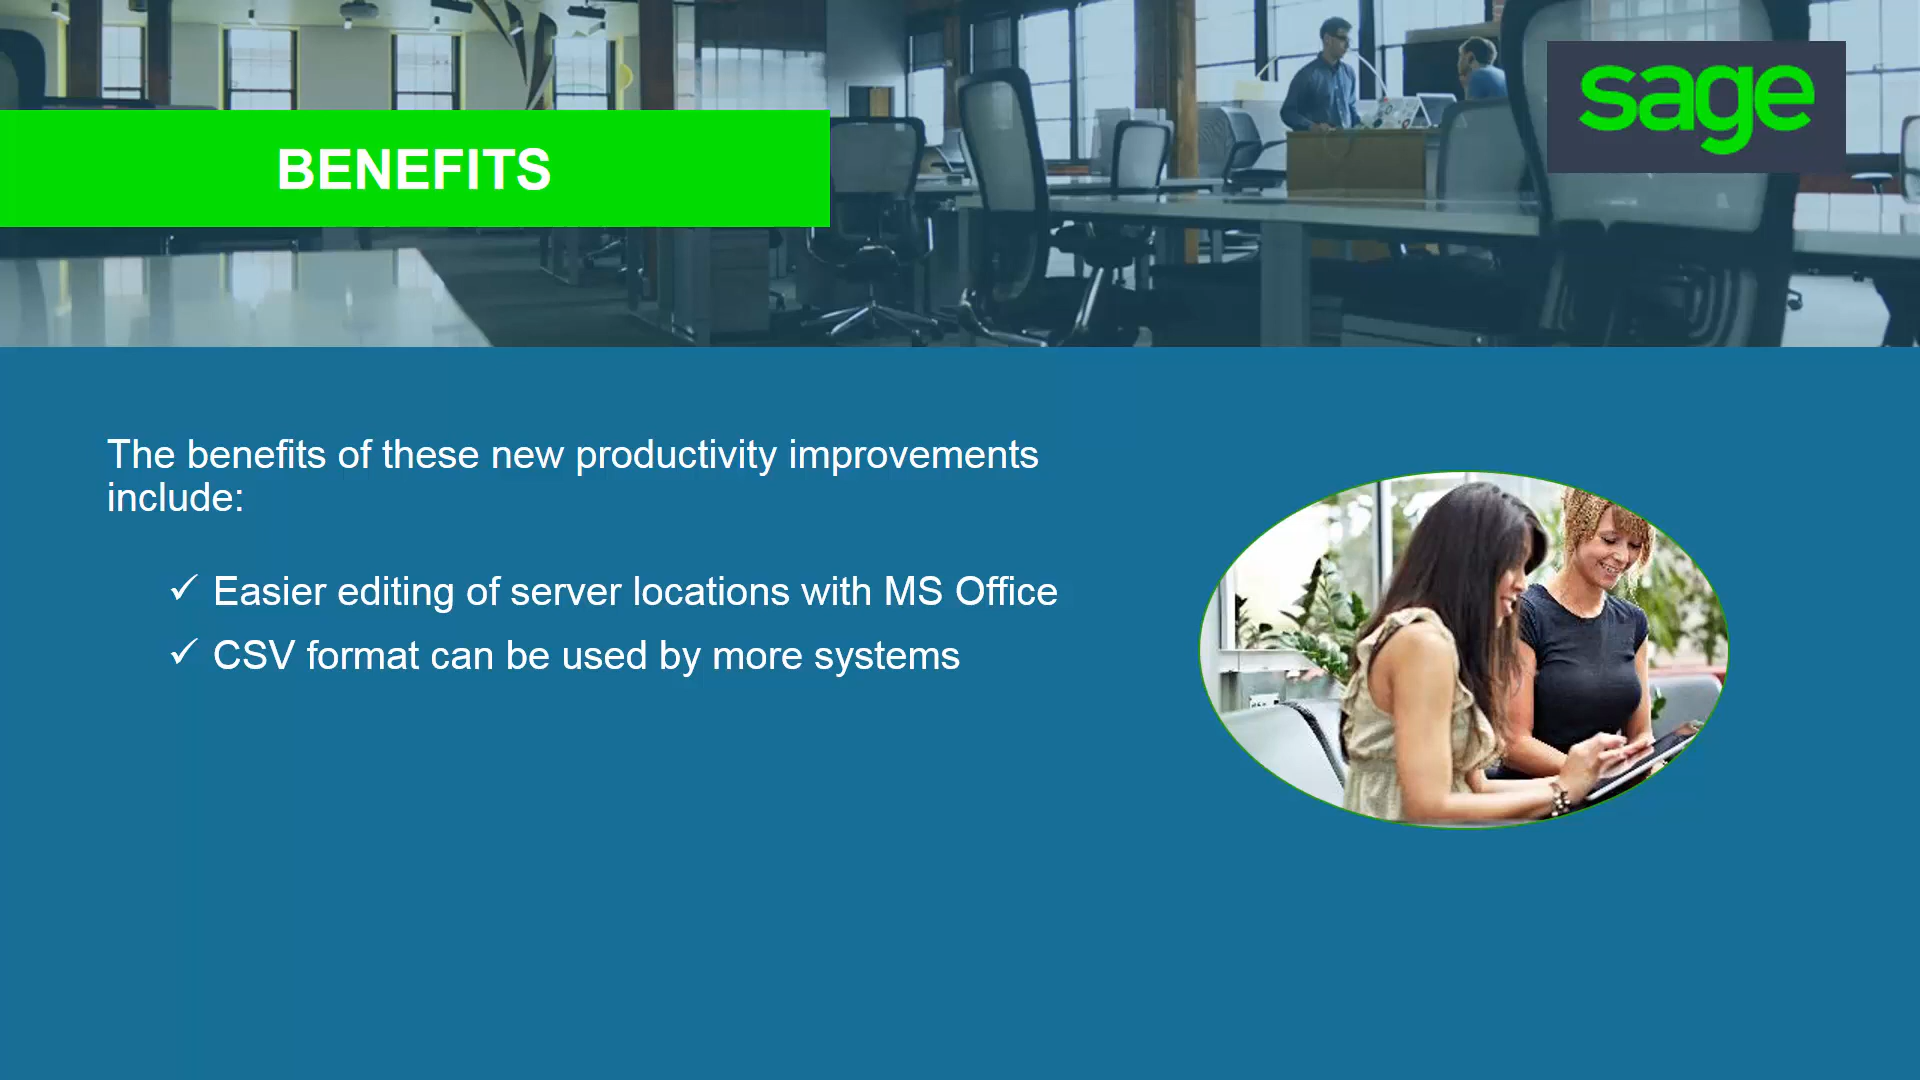 sage
BENEFITS
The benefits of these new productivity improvements
include:
✓ Easier editing of server locations with MS Office
✓ CSV format can be used by more systems